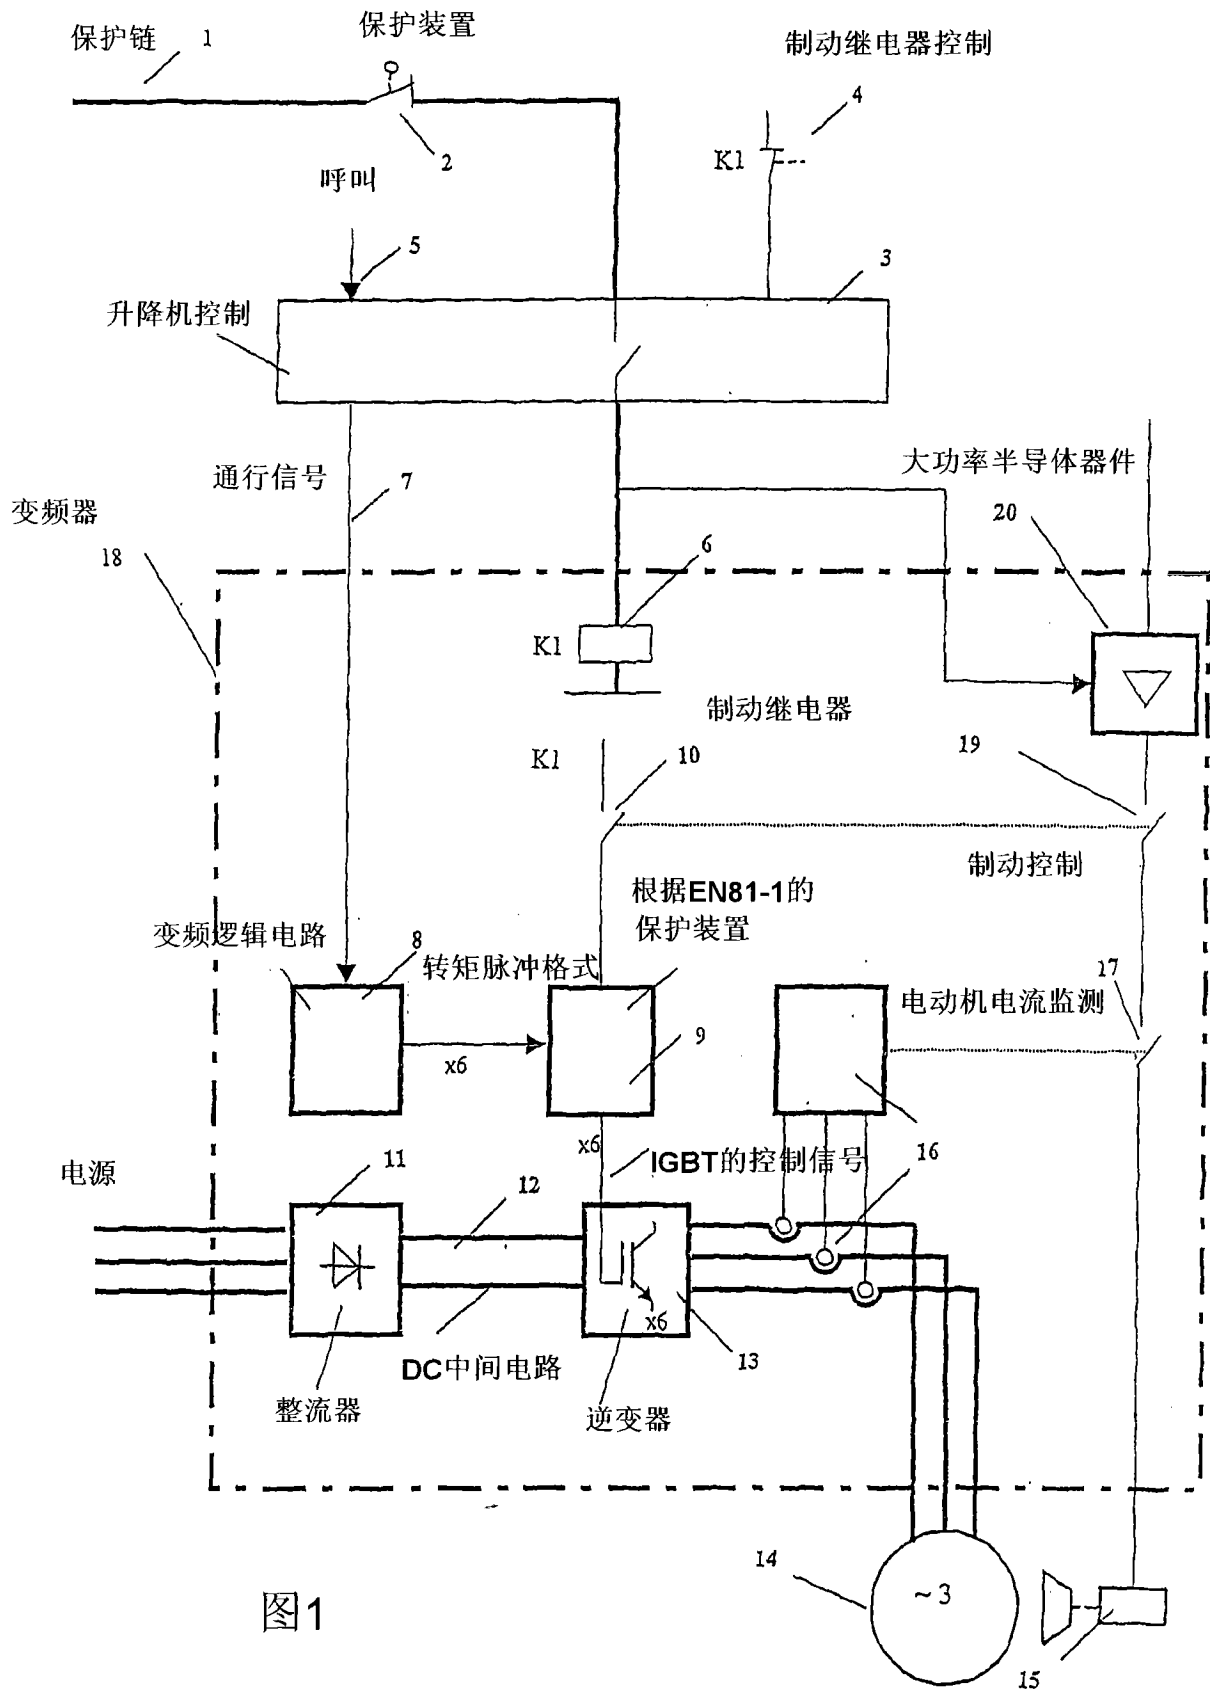 保护链
1
保护装置
制动继电器控制
4
K1
2
呼叫
5
3
升降机控制
通行信号
7
大功率半导体器件
变频器
18
20
6
K1
制动继电器
K1
10
19
制动控制
根据EN81-1的
保护装置
变频逻辑电路
8
转矩脉冲格式
17
电动机电流监测
x6
9
x6
IGBT的控制信号
16
电源
11
12
x6
13
DC中间电路
整流器
逆变器
14
~3
图1
15